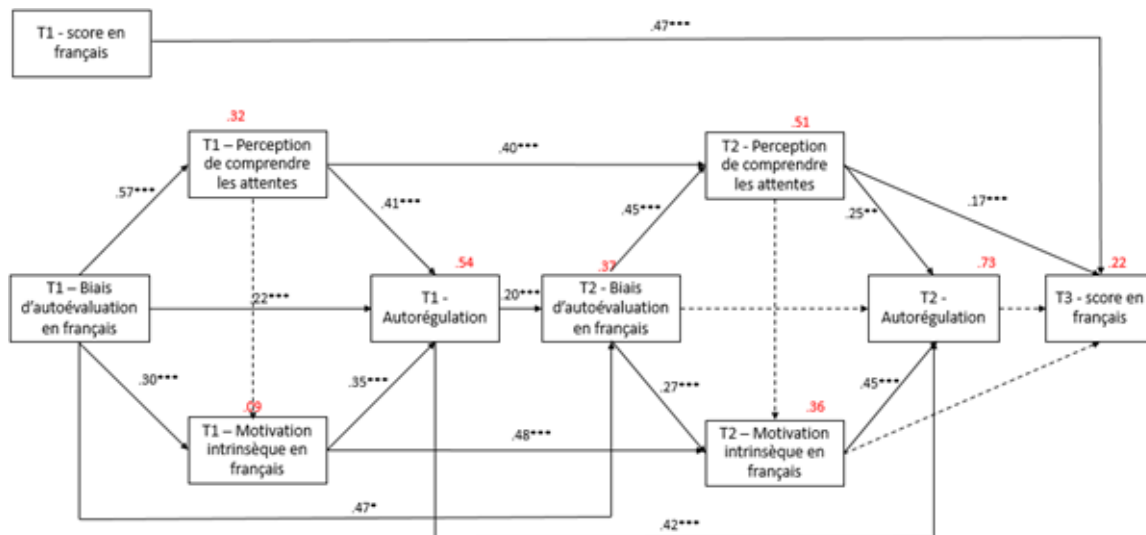 T1 - score en
français
.47***
.32
T1 – Perception
de comprendre
les attentes
.40***
.51
T2 - Perception
de comprendre
les attentes
.57***
.41***
.45***
.25**
.17***
T1 – Biais
d'autoévaluation
en français
.22***
.54
T1 -
Autorégulation
.20***
.37
T2 - Biais
d'autoévaluation
en français
.73
T2 -
Autorégulation
.22
T3 - score en
français
.30***
.35***
.27***
.45***
.09
T1 – Motivation
intrinsèque en
français
.48***
.36
T2 – Motivation
intrinsèque en
français
.47*
.42***